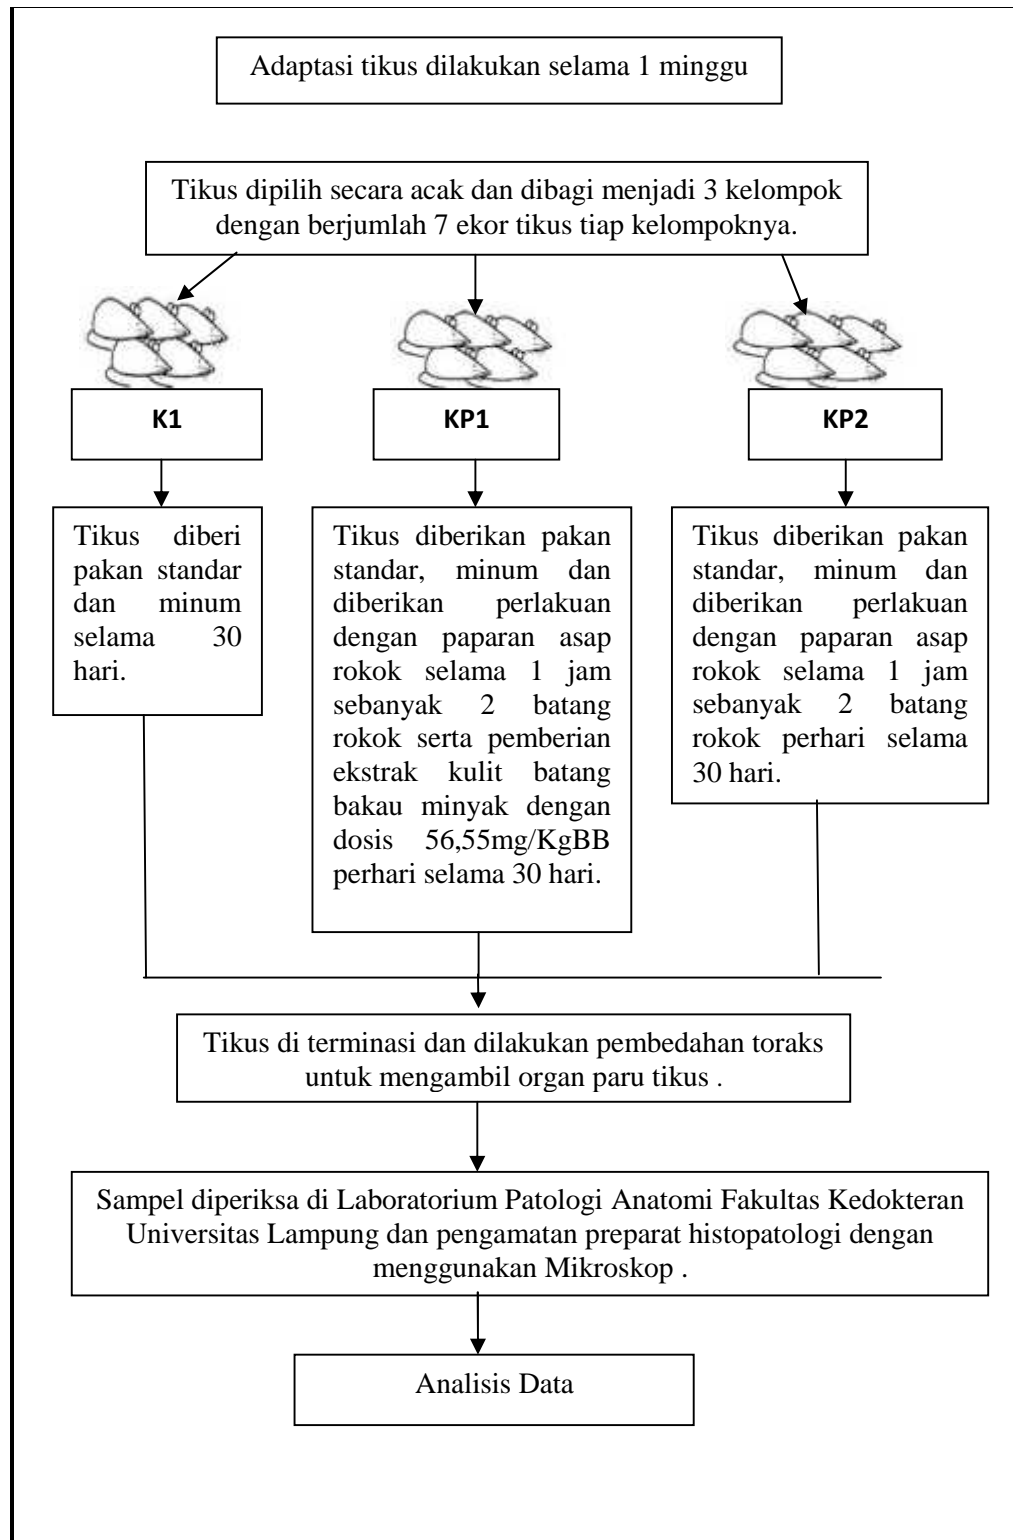 Adaptasi tikus dilakukan selama 1 minggu
Tikus dipilih secara acak dan dibagi menjadi 3 kelompok
dengan berjumlah 7 ekor tikus tiap kelompoknya.
K1
KP1
KP2
Tikus diberi
pakan standar
dan minum
selama 30
hari.
Tikus diberikan pakan
standar, minum dan
diberikan perlakuan
dengan paparan asap
rokok selama 1 jam
sebanyak 2 batang
rokok serta pemberian
ekstrak kulit batang
bakau minyak dengan
dosis 56,55mg/KgBB
perhari selama 30 hari.
Tikus diberikan pakan
standar, minum dan
diberikan perlakuan
dengan paparan asap
rokok selama 1 jam
sebanyak 2 batang
rokok perhari selama
30 hari.
Tikus di terminasi dan dilakukan pembedahan toraks
untuk mengambil organ paru tikus .
Sampel diperiksa di Laboratorium Patologi Anatomi Fakultas Kedokteran
Universitas Lampung dan pengamatan preparat histopatologi dengan
menggunakan Mikroskop .
Analisis Data